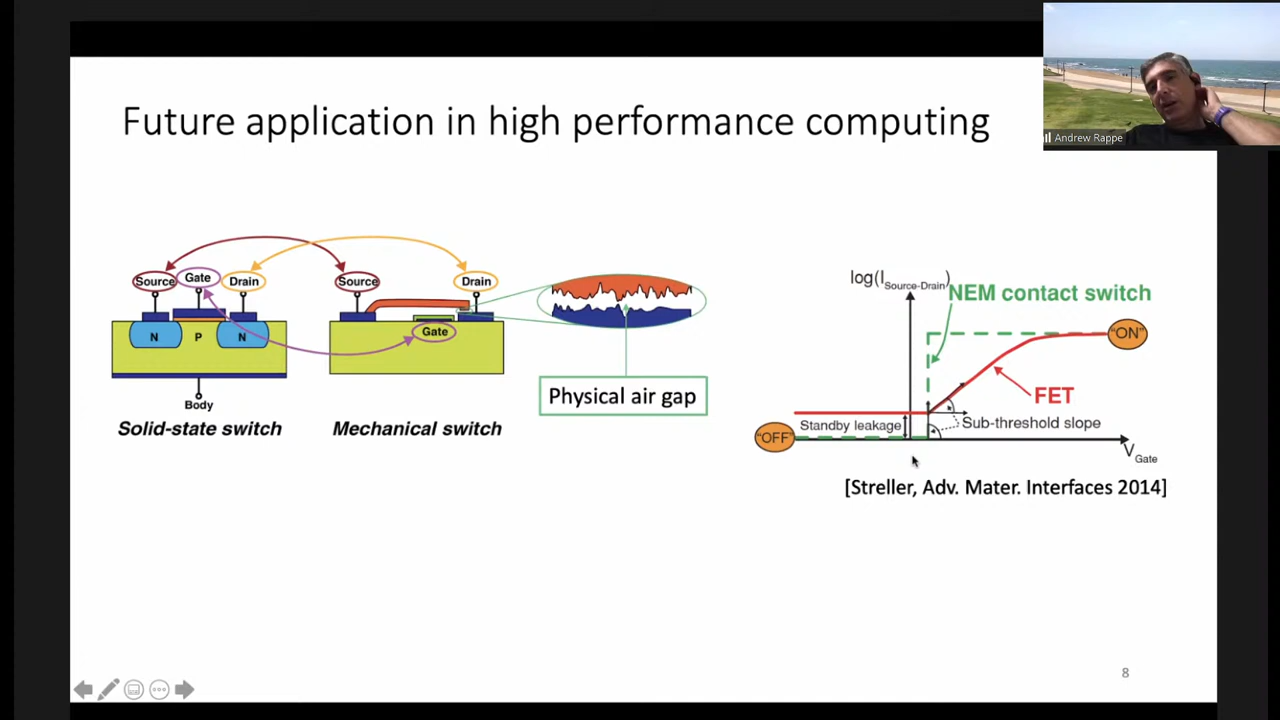 Andrew Rappe
Future application in high performance computing
Source
Gate
Drain
N
P
N
Body
Solid-state switch
Source
Drain
Gate
Mechanical switch
Physical air gap
log(I Source-Drain)
NEM contact switch
"ON"
FET
Standby leakage
Sub-threshold slope
"OFF"
V Gate
[Streller, Adv. Mater. Interfaces 2014]
8